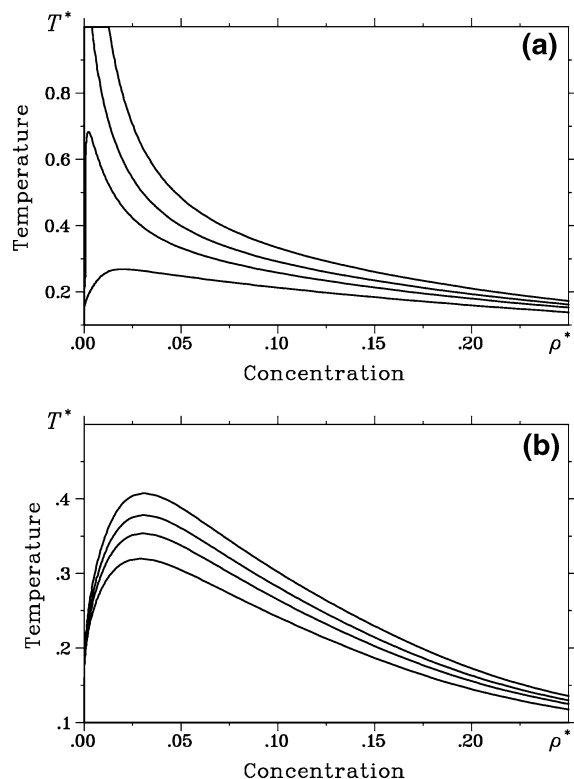 T*
(a)
0.8
0.6
0.4
0.2
Temperature
.00 .05 .10 .15 .20 ρ*
Concentration
T*
(b)
.4
.3
.2
.1
Temperature
.00 .05 .10 .15 .20 ρ*
Concentration